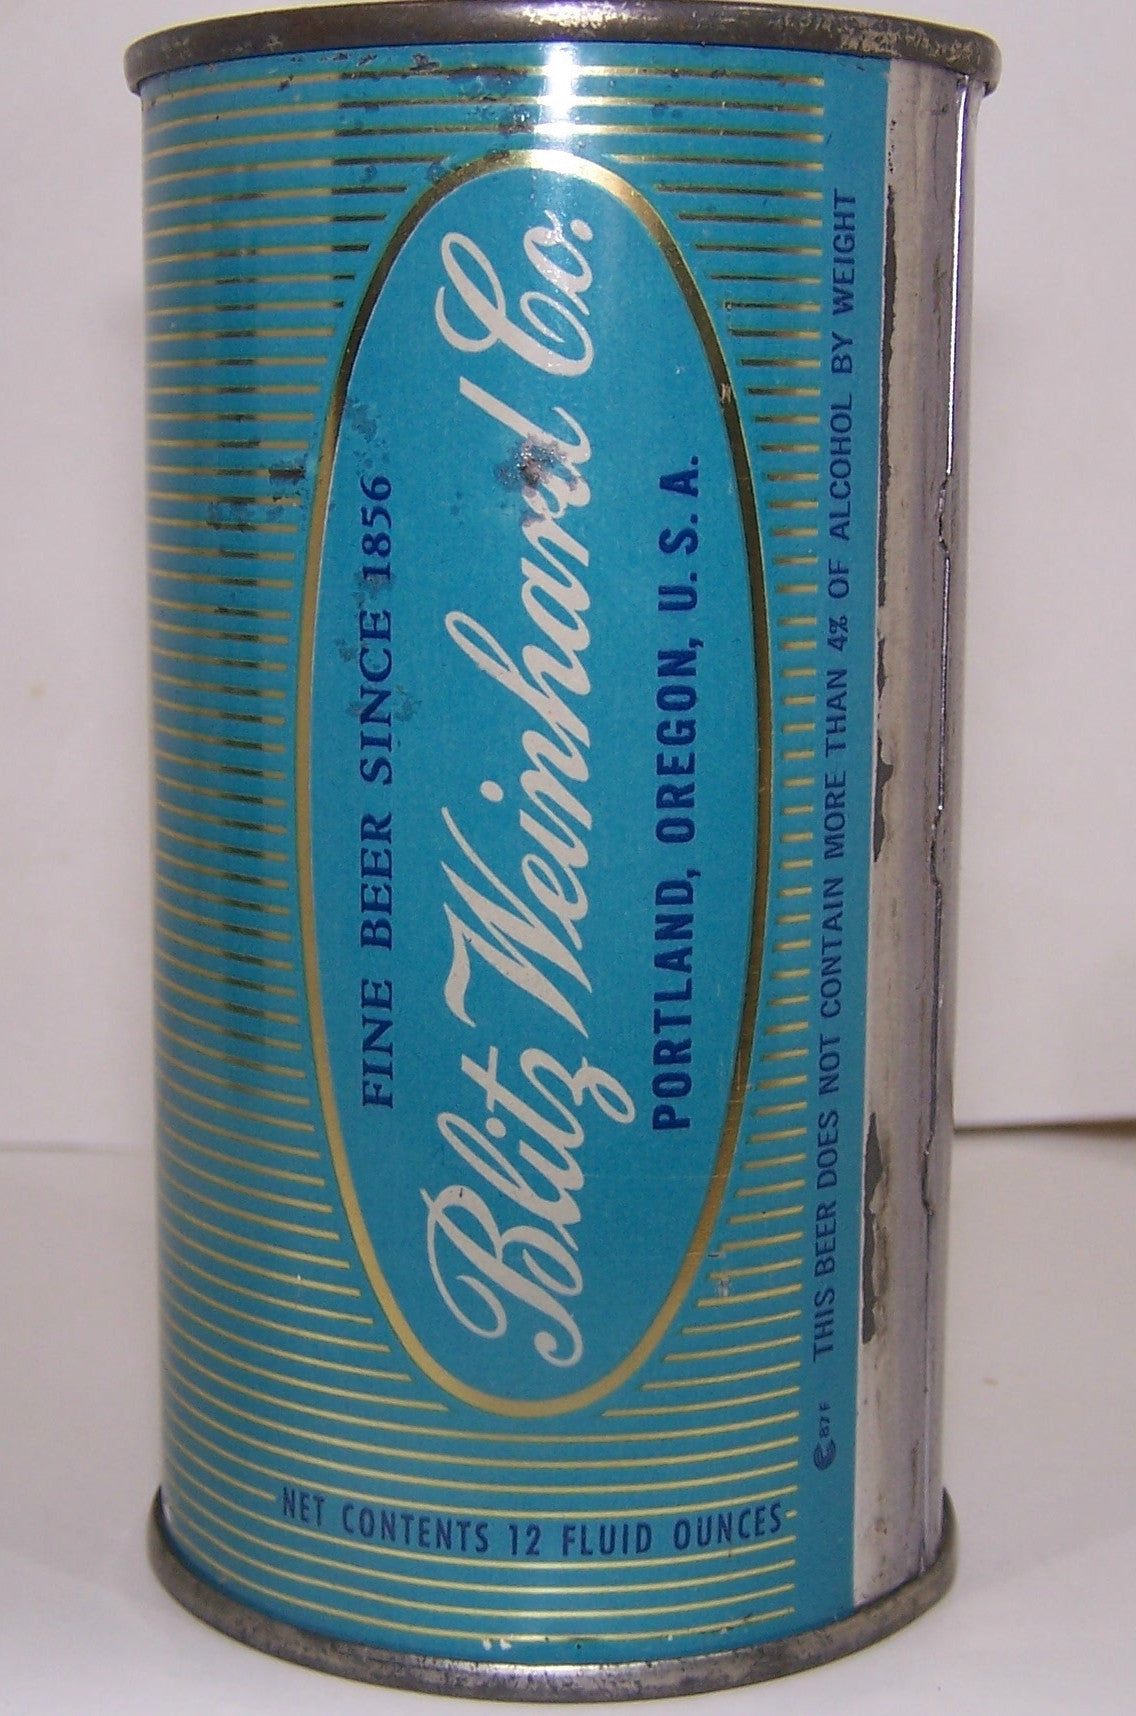 FINE BEER SINCE 1856
Blitz Weinhard Co.
PORTLAND, OREGON, U. S. A.
THIS BEER DOES NOT CONTAIN MORE THAN 4% OF ALCOHOL BY WEIGHT
87F
NET CONTENTS 12 FLUID OUNCES